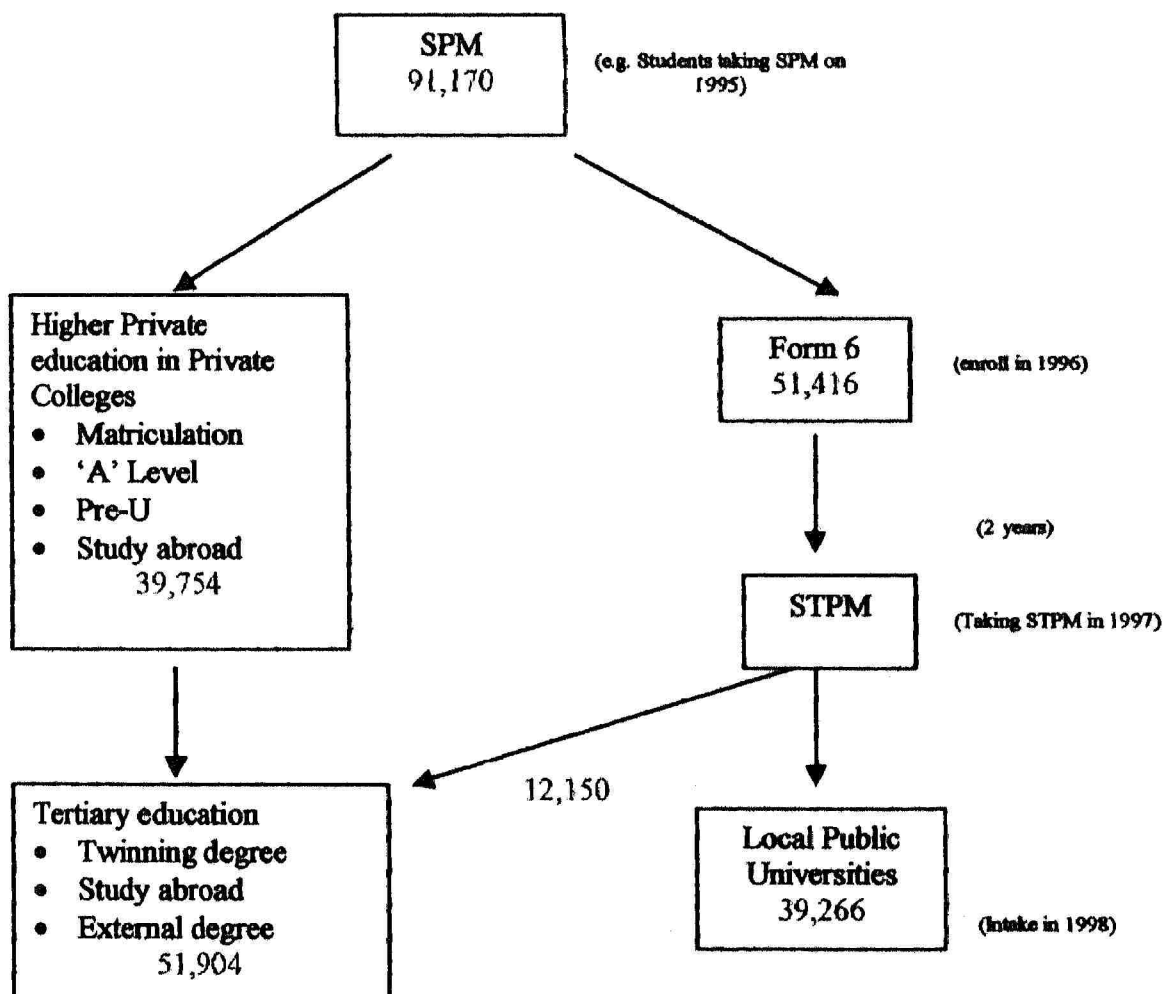 SPM
91,170
(e.g. Students taking SPM on
1995)
Higher Private
education in Private
Colleges
• Matriculation
• ‘A’ Level
• Pre-U
• Study abroad
39,754
Form 6
51,416
(enroll in 1996)
(2 years)
STPM
(Taking STPM in 1997)
12,150
Tertiary education
• Twinning degree
• Study abroad
• External degree
51,904
Local Public
Universities
39,266
(Intake in 1998)